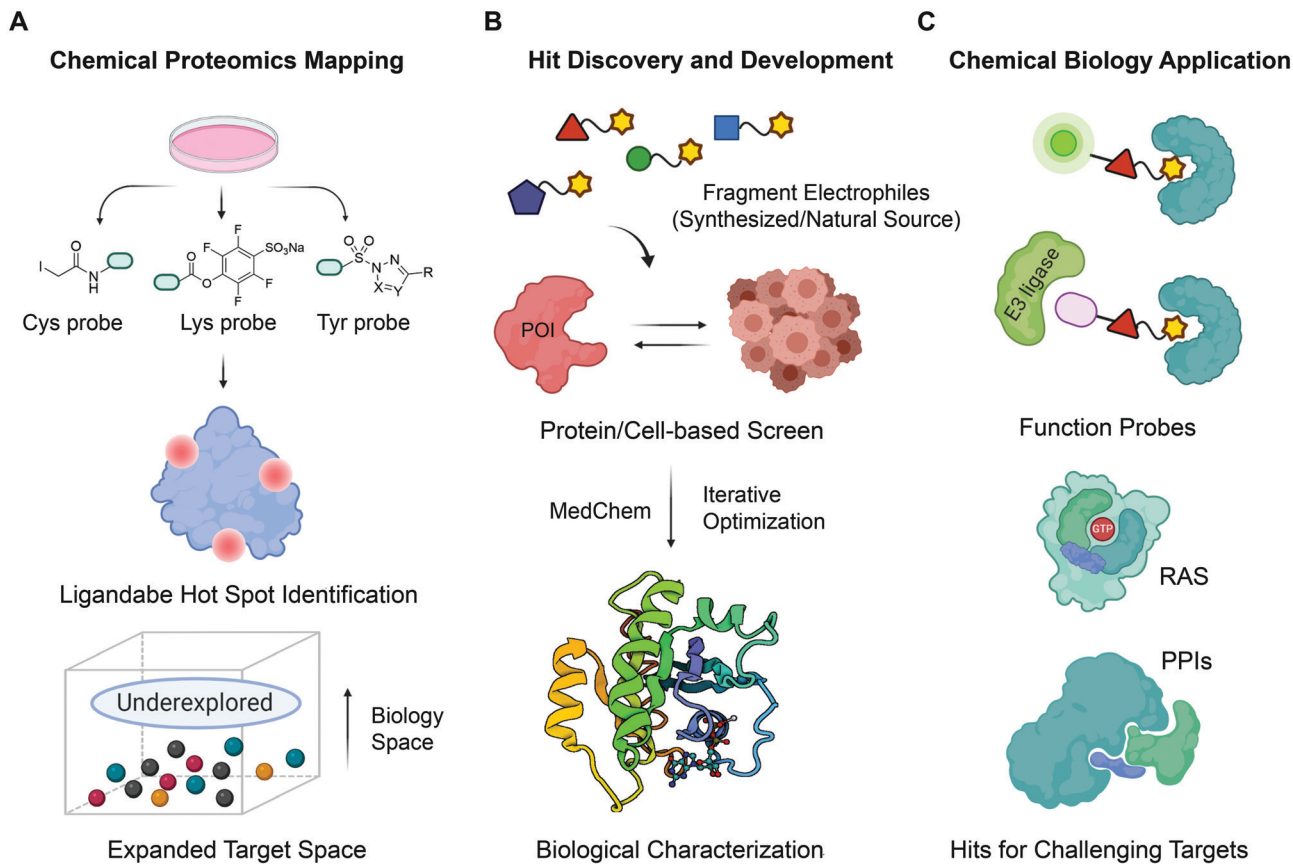 A
Chemical Proteomics Mapping
I
O
N
H
O
O
F
F
F
F
SO₃Na
O
O
S
N
N
X
Y
R
Cys probe
Lys probe
Tyr probe
Ligandabe Hot Spot Identification
Underexplored
Biology
Space
Expanded Target Space
B
Hit Discovery and Development
Fragment Electrophiles
(Synthesized/Natural Source)
POI
Protein/Cell-based Screen
MedChem
Iterative
Optimization
Biological Characterization
C
Chemical Biology Application
E3 ligase
Function Probes
GTP
RAS
PPIs
Hits for Challenging Targets